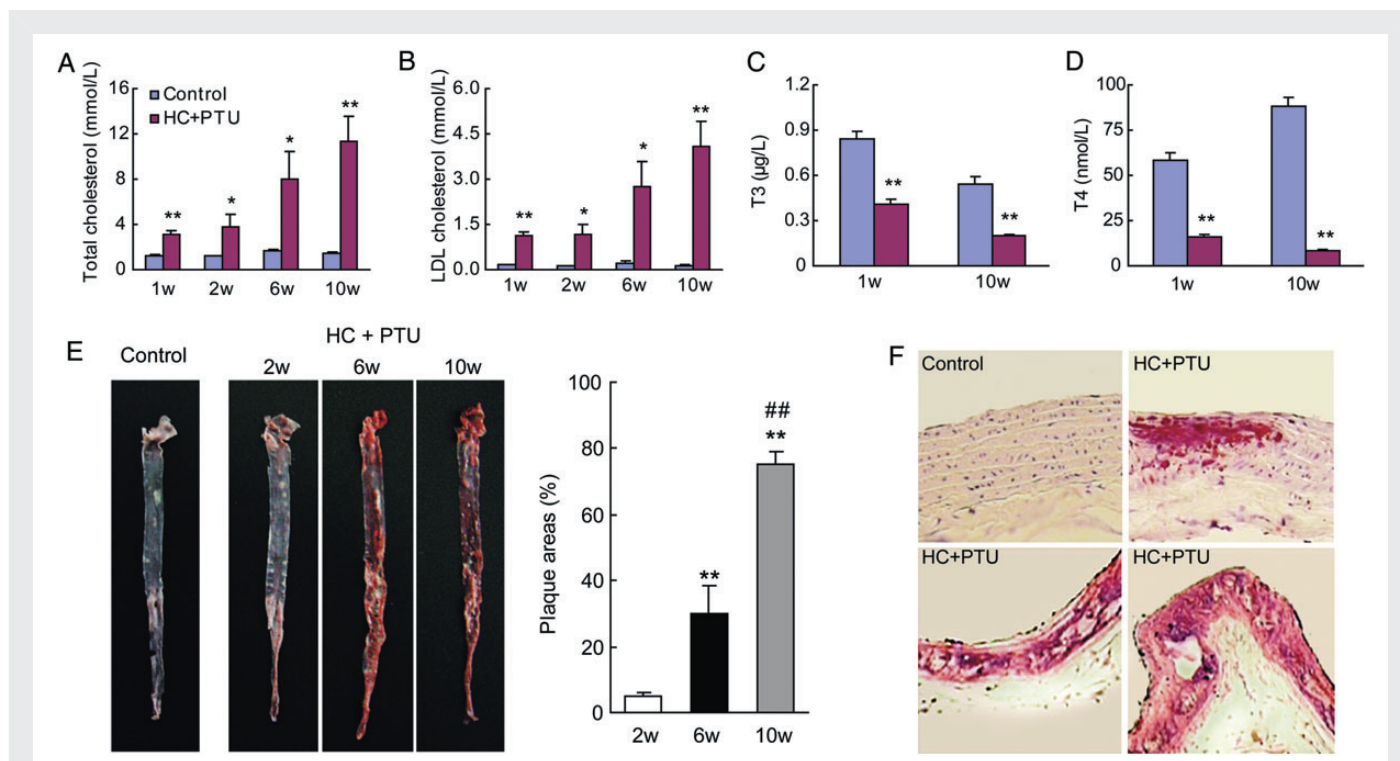 A
Total cholesterol (mmol/L)
16
12
8
4
0
Control
HC+PTU
**
*
*
**
1w 2w 6w 10w
B
LDL cholesterol (mmol/L)
6.0
4.5
3.0
1.5
0.0
**
*
*
**
1w 2w 6w 10w
C
T3 (µg/L)
1.2
0.9
0.6
0.3
0
**
**
1w 10w
D
T4 (nmol/L)
100
75
50
25
0
**
**
1w 10w
E
Control
HC + PTU
2w 6w 10w
Plaque areas (%)
100
80
60
40
20
0
**
##
**
2w 6w 10w
F
Control
HC+PTU
HC+PTU
HC+PTU